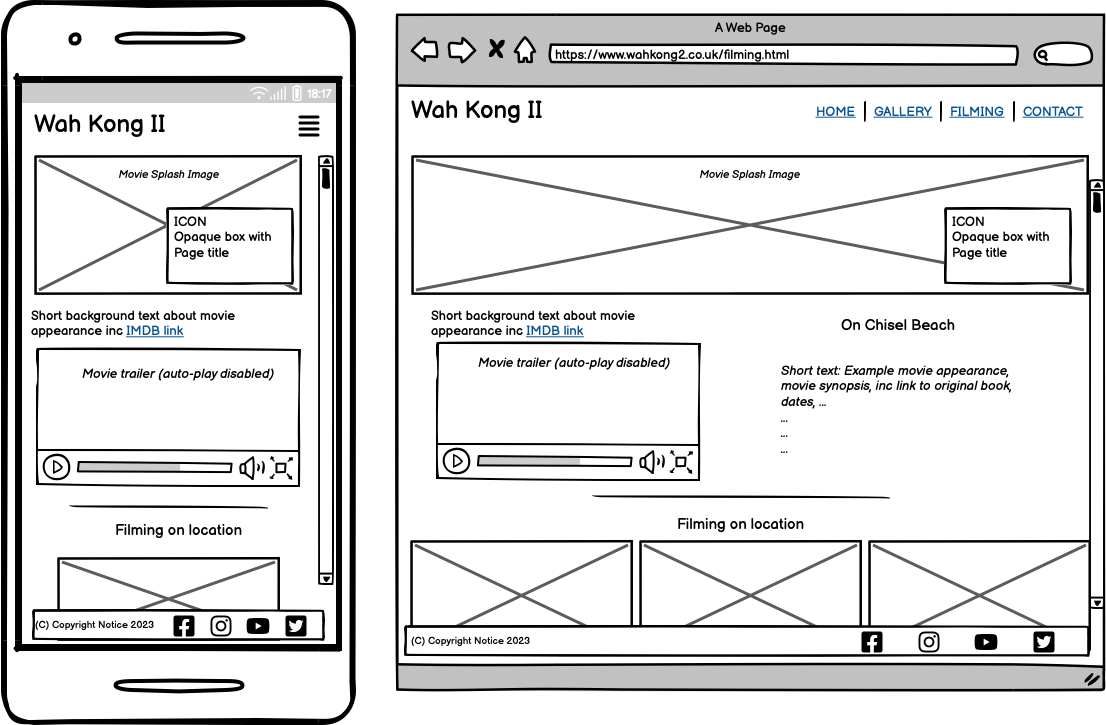 18:17
Wah Kong II
Movie Splash Image
ICON
Opaque box with
Page title
Short background text about movie
appearance inc IMDB link
Movie trailer (auto-play disabled)
Filming on location
(C) Copyright Notice 2023
A Web Page
https://www.wahkong2.co.uk/filming.html
Wah Kong II
HOME
GALLERY
FILMING
CONTACT
Movie Splash Image
ICON
Opaque box with
Page title
Short background text about movie
appearance inc IMDB link
Movie trailer (auto-play disabled)
On Chisel Beach
Short text: Example movie appearance,
movie synopsis, inc link to original book,
dates, ...
...
...
...
Filming on location
(C) Copyright Notice 2023